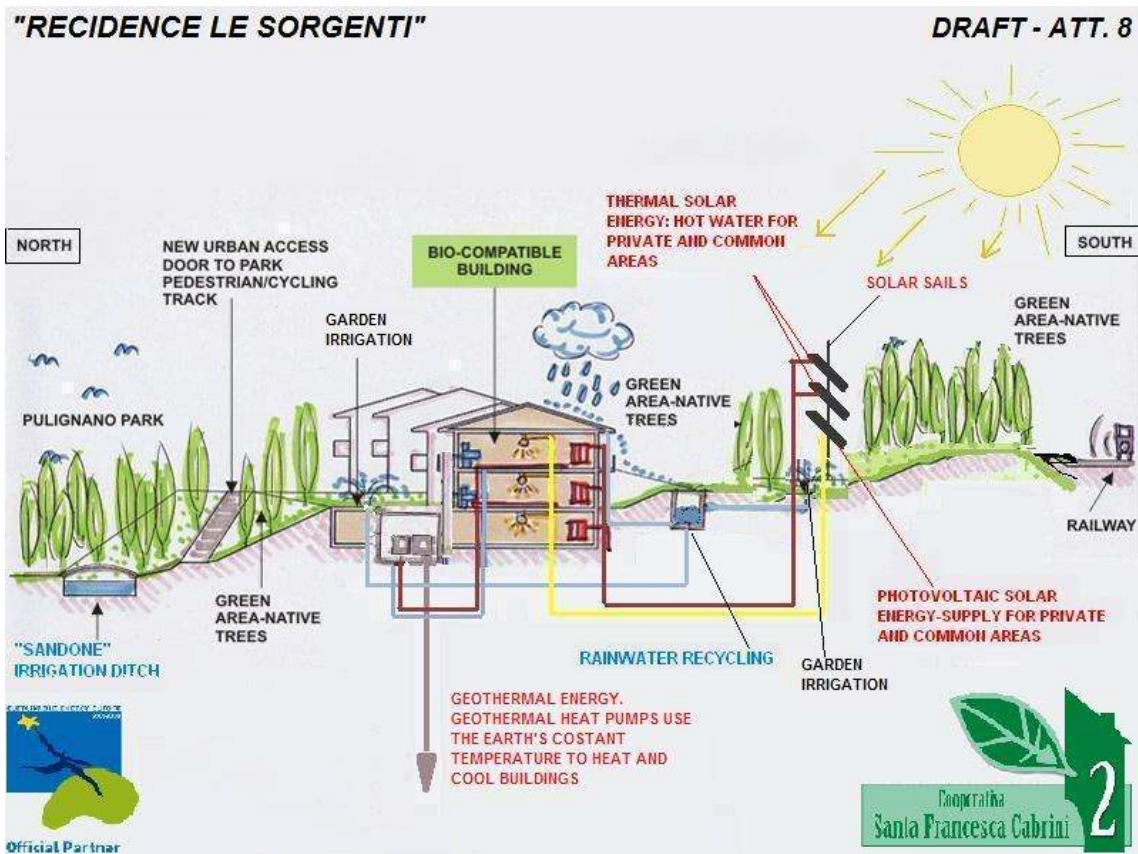 "RECIDENCE LE SORGENTI"
DRAFT - ATT. 8
THERMAL SOLAR
ENERGY: HOT WATER FOR
PRIVATE AND COMMON
AREAS
NORTH
NEW URBAN ACCESS
DOOR TO PARK
PEDESTRIAN/CYCLING
TRACK
BIO-COMPATIBLE
BUILDING
SOUTH
SOLAR SAILS
GARDEN
IRRIGATION
GREEN
AREA-NATIVE
TREES
GREEN
AREA-NATIVE
TREES
PULIGNANO PARK
RAILWAY
GREEN
AREA-NATIVE
TREES
PHOTOVOLTAIC SOLAR
ENERGY-SUPPLY FOR PRIVATE
AND COMMON AREAS
"SANDONE"
IRRIGATION DITCH
RAINWATER RECYCLING
GARDEN
IRRIGATION
GEOTHERMAL ENERGY.
GEOTHERMAL HEAT PUMPS USE
THE EARTH'S COSTANT
TEMPERATURE TO HEAT AND
COOL BUILDINGS
SUSTAINABLE ENERGY EUROPE
Official Partner
Cooperativa
Santa Francesca Cabrini
2